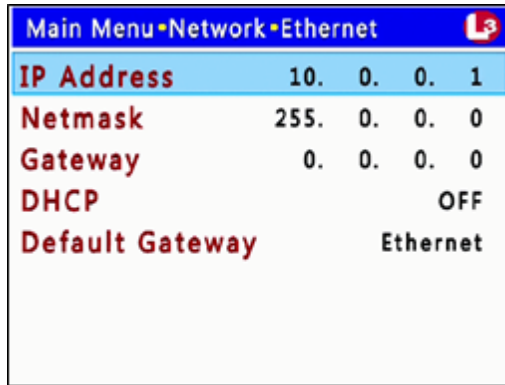 Main Menu•Network•Ethernet L3
IP Address 10. 0. 0. 1
Netmask 255. 0. 0. 0
Gateway 0. 0. 0. 0
DHCP OFF
Default Gateway Ethernet